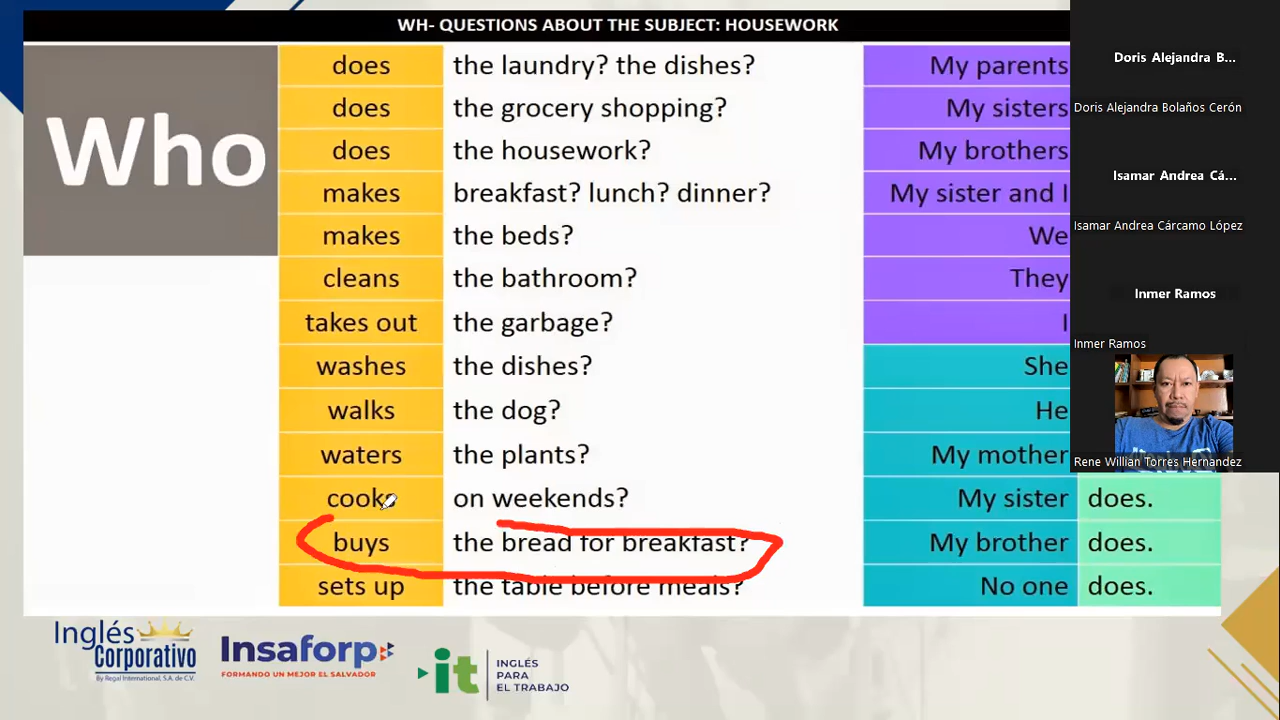 WH- QUESTIONS ABOUT THE SUBJECT: HOUSEWORK
Who
does the laundry? the dishes? My parents
does the grocery shopping? My sisters
does the housework? My brothers
makes breakfast? lunch? dinner? My sister and I
makes the beds? We
cleans the bathroom? They
takes out the garbage? I
washes the dishes? She
walks the dog? He
waters the plants? My mother
cooks on weekends? My sister does.
buys the bread for breakfast? My brother does.
sets up the table before meals? No one does.
Doris Alejandra B...
Doris Alejandra Bolaños Cerón
Isamar Andrea Cá...
Isamar Andrea Cárcamo López
Inmer Ramos
Inmer Ramos
Rene Willian Torres Hernandez
Inglés
Corporativo
By Regal International, S.A. de C.V.
Insaforp
FORMANDO UN MEJOR EL SALVADOR
it
INGLÉS
PARA
EL TRABAJO